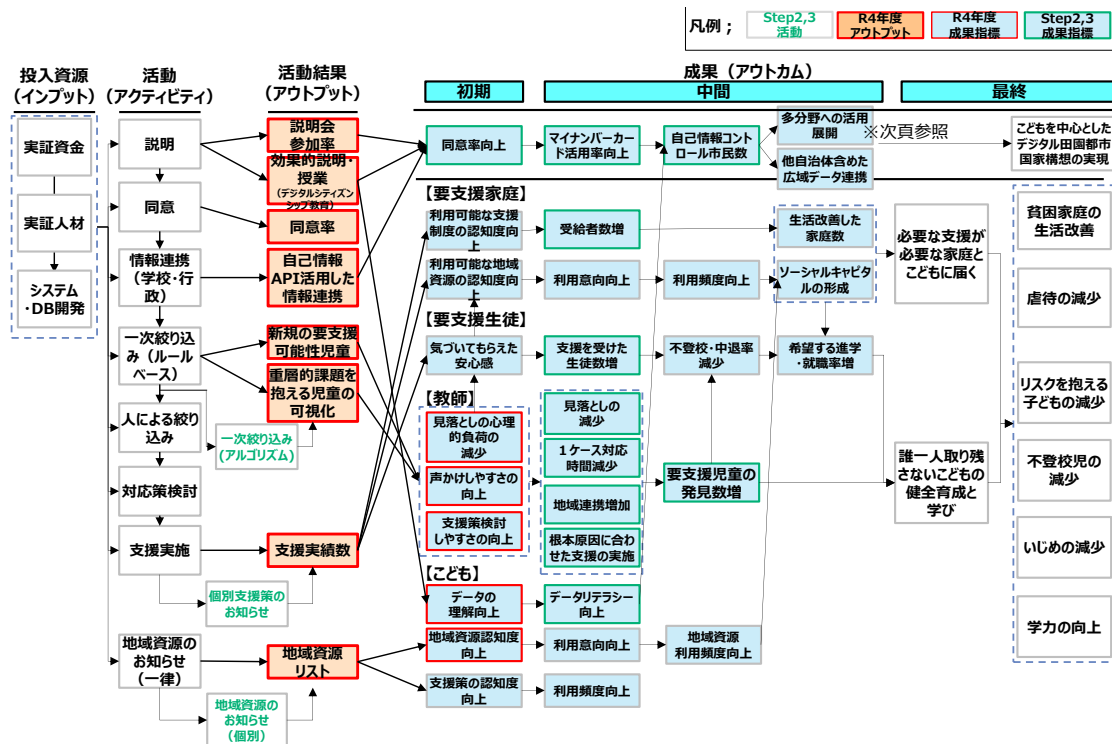 凡例；
Step2,3
活動
R4年度
アウトプット
R4年度
成果指標
Step2,3
成果指標
投入資源
（インプット）
活動
（アクティビティ）
活動結果
（アウトプット）
成果（アウトカム）
初期
中間
最終
実証資金
実証人材
システム
・DB開発
説明
同意
情報連携
（学校・行
政）
一次絞り込
み（ルール
ベース）
人による絞り
込み
一次絞り込み
(アルゴリズム)
対応策検討
支援実施
個別支援策の
お知らせ
地域資源の
お知らせ
（一律）
地域資源の
お知らせ
（個別）
説明会
参加率
効果的説明・
授業
（デジタルシティズン
シップ教育）
同意率
自己情報
API活用した
情報連携
新規の要支援
可能性児童
重層的課題を
抱える児童の
可視化
支援実績数
地域資源
リスト
同意率向上
マイナンバーカー
ド活用率向上
自己情報コント
ロール市民数
多分野への活用
展開
※次頁参照
他自治体含めた
広域データ連携
こどもを中心とした
デジタル田園都市
国家構想の実現
【要支援家庭】
利用可能な支援
制度の認知度向
上
受給者数増
生活改善した
家庭数
利用可能な地域
資源の認知度向
上
利用意向向上
利用頻度向上
ソーシャルキャピタ
ルの形成
【要支援生徒】
気づいてもらえた
安心感
支援を受けた
生徒数増
不登校・中退率
減少
希望する進学
・就職率増
【教師】
見落としの心理
的負荷の
減少
声かけしやすさの
向上
支援策検討
しやすさの向上
見落としの
減少
１ケース対応
時間減少
地域連携増加
根本原因に合わ
せた支援の実施
要支援児童の
発見数増
【こども】
データの
理解向上
データリテラシー
向上
地域資源認知度
向上
利用意向向上
地域資源
利用頻度向上
支援策の認知度
向上
利用頻度向上
必要な支援が
必要な家庭と
こどもに届く
誰一人取り残
さないこどもの
健全育成と
学び
貧困家庭の
生活改善
虐待の減少
リスクを抱える
子どもの減少
不登校児の
減少
いじめの減少
学力の向上